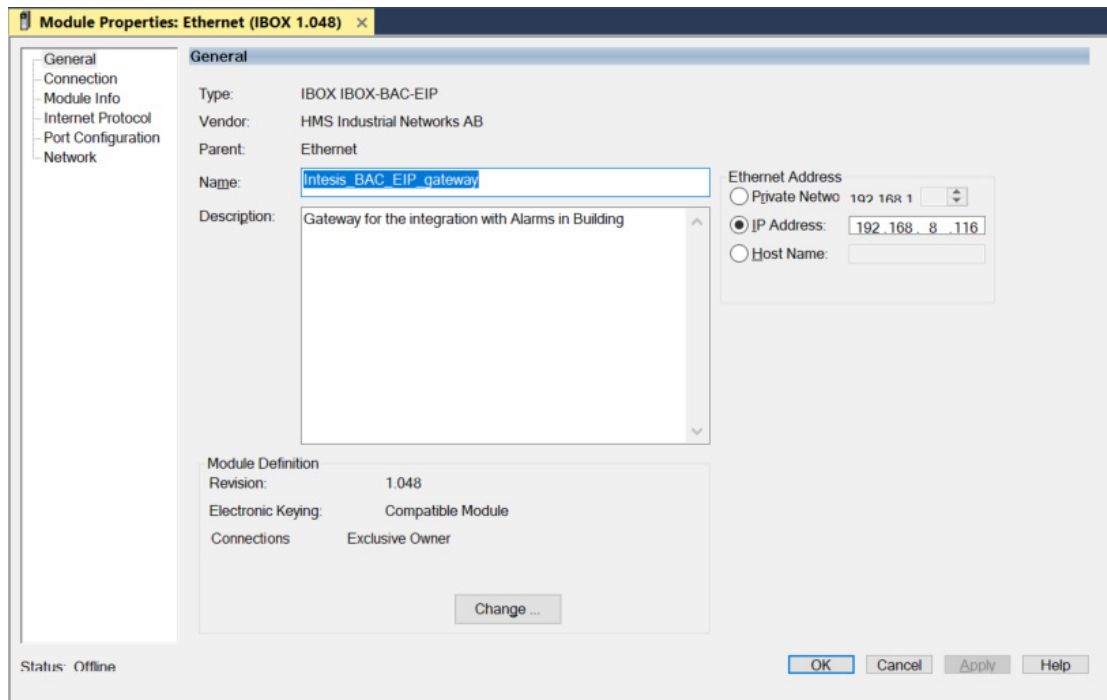 Module Properties: Ethernet (IBOX 1.048) ×
General
Connection
Module Info
Internet Protocol
Port Configuration
Network
General
Type: IBOX IBOX-BAC-EIP
Vendor: HMS Industrial Networks AB
Parent: Ethernet
Name: Intesis_BAC_EIP_gateway
Description: Gateway for the integration with Alarms in Building
Ethernet Address
Private Netwo 192.168.1
IP Address: 192 . 168 . 8 . 116
Host Name:
Module Definition
Revision: 1.048
Electronic Keying: Compatible Module
Connections Exclusive Owner
Change ...
Status: Offline
OK Cancel Apply Help